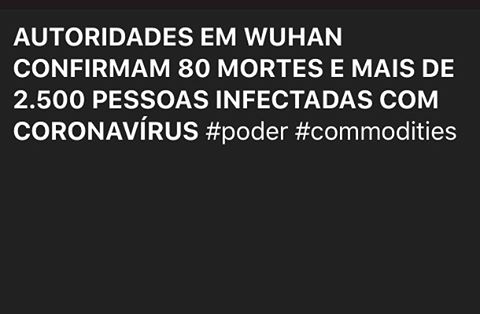 AUTORIDADES EM WUHAN
CONFIRMAM 80 MORTES E MAIS DE
2.500 PESSOAS INFECTADAS COM
CORONAVÍRUS #poder #commodities